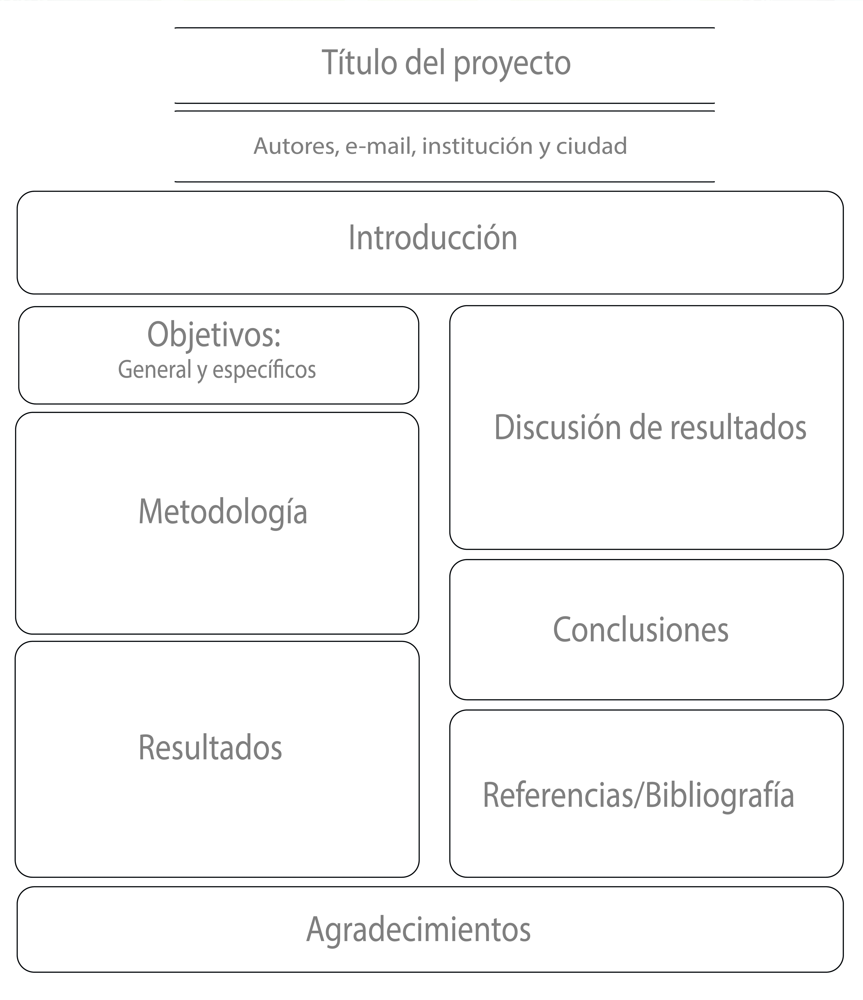 Título del proyecto
Autores, e-mail, institución y ciudad
Introducción
Objetivos:
General y específicos
Metodología
Resultados
Discusión de resultados
Conclusiones
Referencias/Bibliografía
Agradecimientos